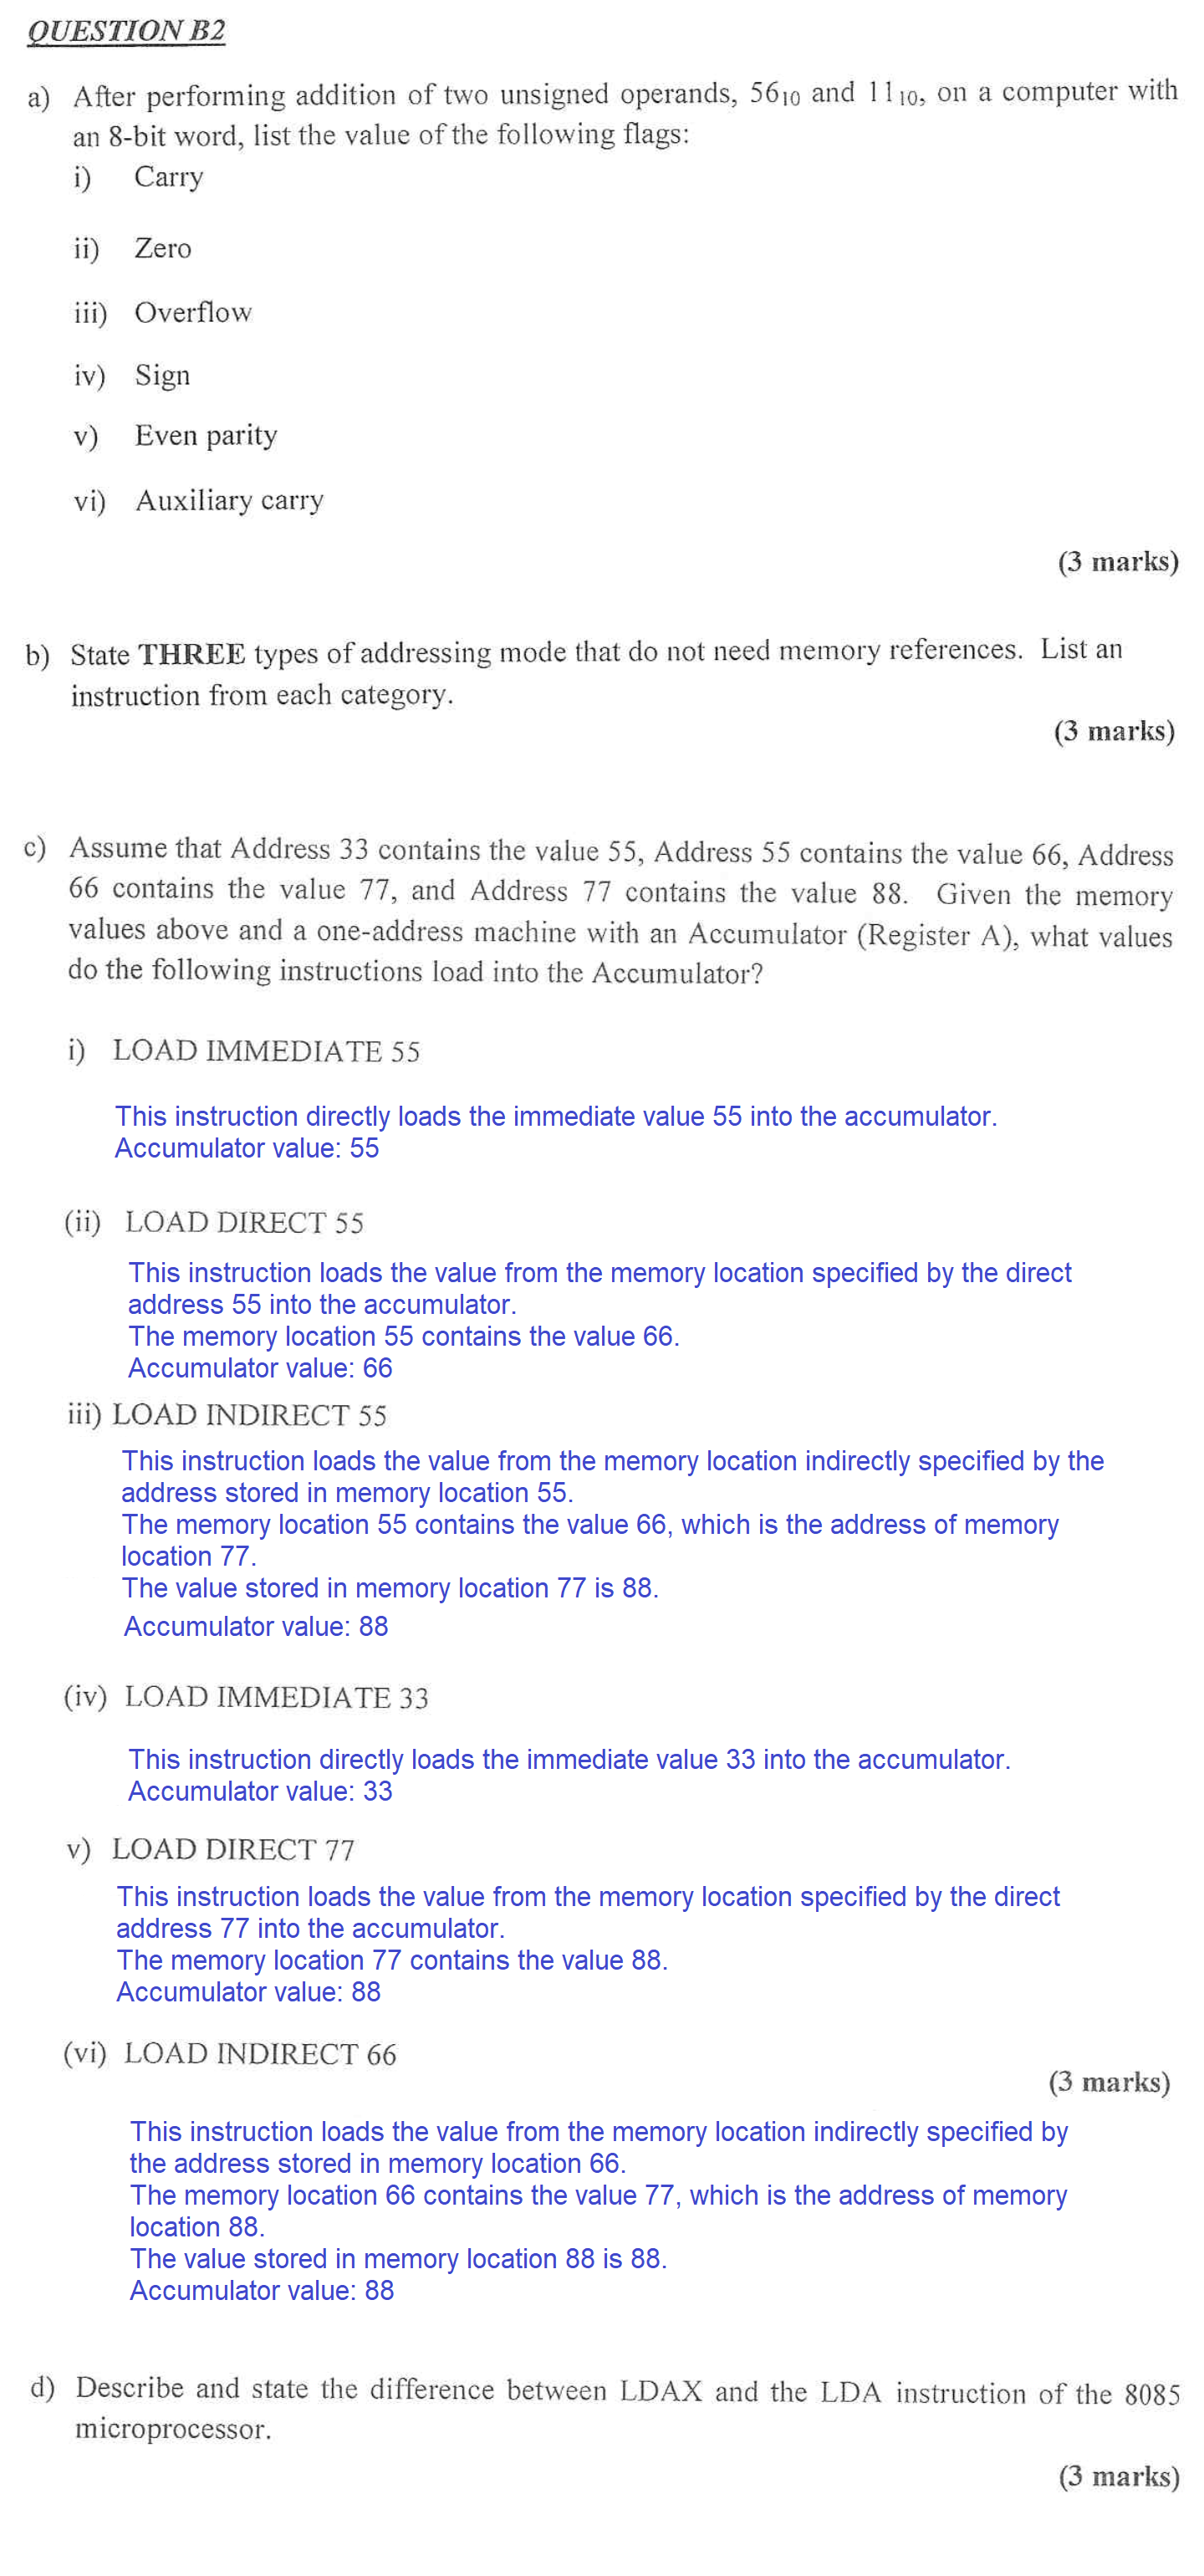 QUESTION B2
a) After performing addition of two unsigned operands, 56₁₀ and 11₁₀, on a computer with
an 8-bit word, list the value of the following flags:
i) Carry
ii) Zero
iii) Overflow
iv) Sign
v) Even parity
vi) Auxiliary carry
(3 marks)
b) State THREE types of addressing mode that do not need memory references. List an
instruction from each category.
(3 marks)
c) Assume that Address 33 contains the value 55, Address 55 contains the value 66, Address
66 contains the value 77, and Address 77 contains the value 88. Given the memory
values above and a one-address machine with an Accumulator (Register A), what values
do the following instructions load into the Accumulator?
i) LOAD IMMEDIATE 55
This instruction directly loads the immediate value 55 into the accumulator.
Accumulator value: 55
(ii) LOAD DIRECT 55
This instruction loads the value from the memory location specified by the direct
address 55 into the accumulator.
The memory location 55 contains the value 66.
Accumulator value: 66
iii) LOAD INDIRECT 55
This instruction loads the value from the memory location indirectly specified by the
address stored in memory location 55.
The memory location 55 contains the value 66, which is the address of memory
location 77.
The value stored in memory location 77 is 88.
Accumulator value: 88
(iv) LOAD IMMEDIATE 33
This instruction directly loads the immediate value 33 into the accumulator.
Accumulator value: 33
v) LOAD DIRECT 77
This instruction loads the value from the memory location specified by the direct
address 77 into the accumulator.
The memory location 77 contains the value 88.
Accumulator value: 88
(vi) LOAD INDIRECT 66
(3 marks)
This instruction loads the value from the memory location indirectly specified by
the address stored in memory location 66.
The memory location 66 contains the value 77, which is the address of memory
location 88.
The value stored in memory location 88 is 88.
Accumulator value: 88
d) Describe and state the difference between LDAX and the LDA instruction of the 8085
microprocessor.
(3 marks)